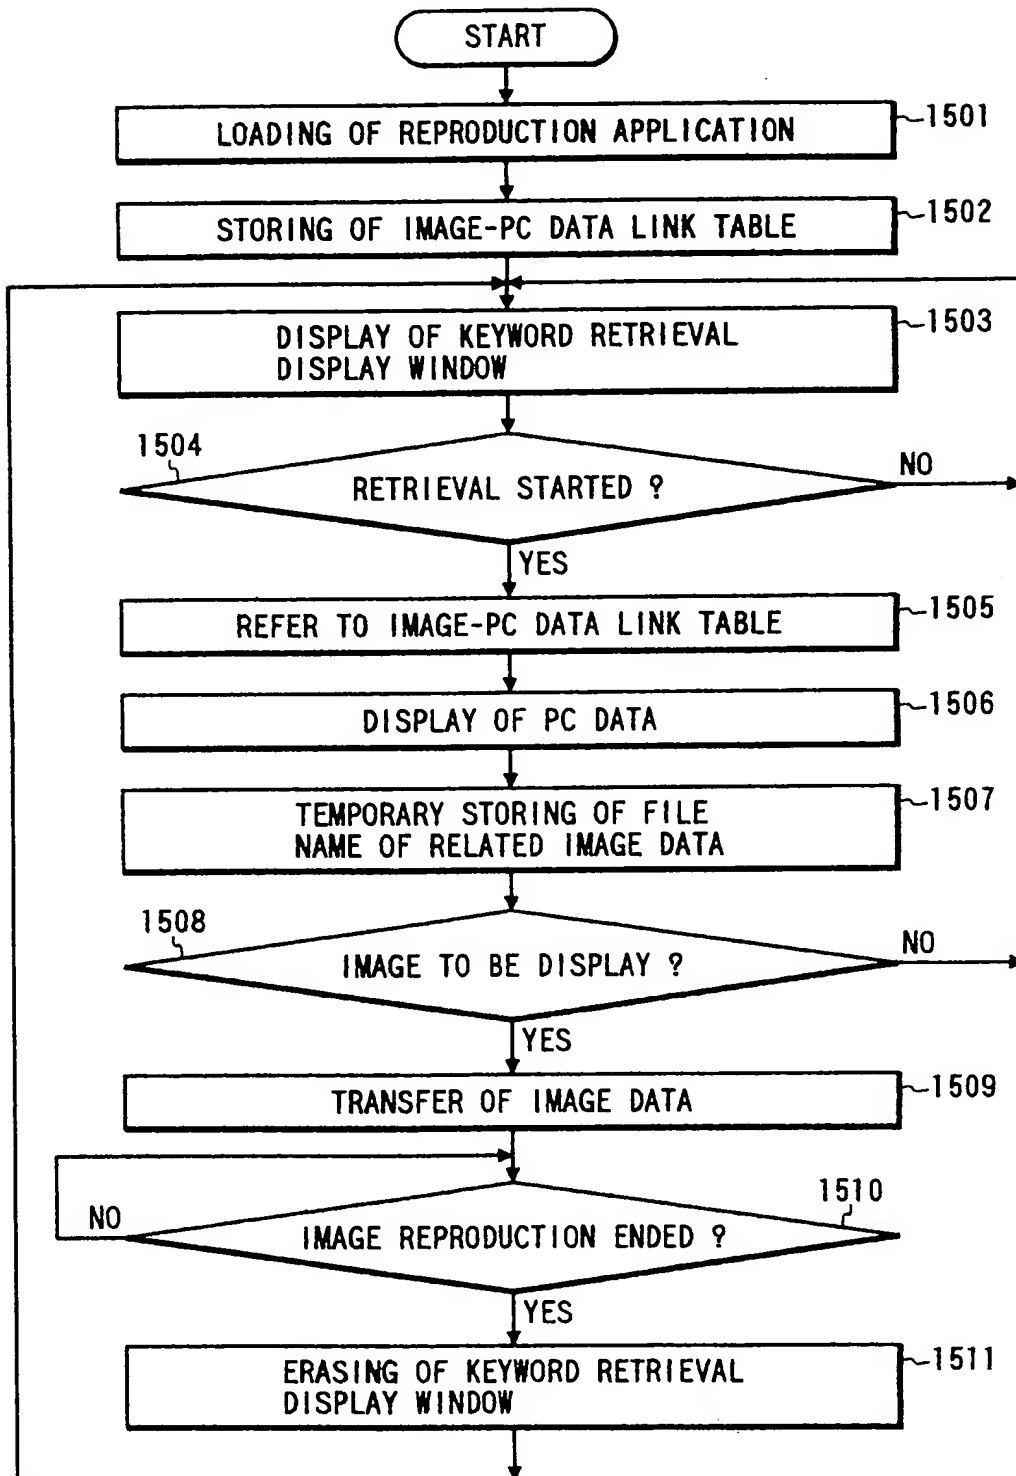 START
LOADING OF REPRODUCTION APPLICATION
1501
STORING OF IMAGE-PC DATA LINK TABLE
1502
DISPLAY OF KEYWORD RETRIEVAL
DISPLAY WINDOW
1503
1504
RETRIEVAL STARTED ?
NO
YES
REFER TO IMAGE-PC DATA LINK TABLE
1505
DISPLAY OF PC DATA
1506
TEMPORARY STORING OF FILE
NAME OF RELATED IMAGE DATA
1507
1508
IMAGE TO BE DISPLAY ?
NO
YES
TRANSFER OF IMAGE DATA
1509
NO
IMAGE REPRODUCTION ENDED ?
1510
YES
ERASING OF KEYWORD RETRIEVAL
DISPLAY WINDOW
1511